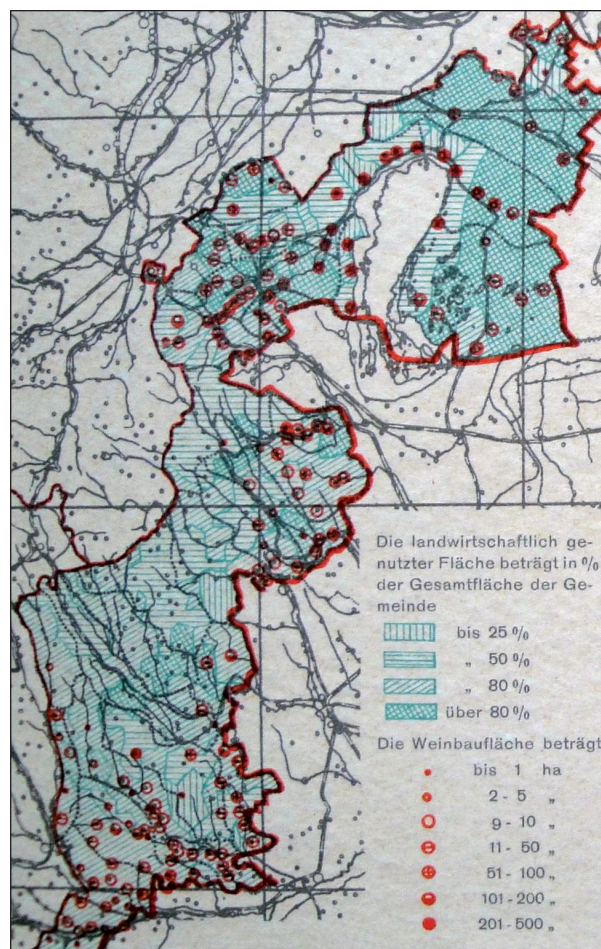 Die landwirtschaftlich ge-
nutzter Fläche beträgt in %
der Gesamtfläche der Ge-
meinde
bis 25 %
„ 50 %
„ 80 %
über 80 %
Die Weinbaufläche beträgt
bis 1 ha
2 - 5 „
9 - 10 „
11 - 50 „
51 - 100 „
101 - 200 „
201 - 500 „